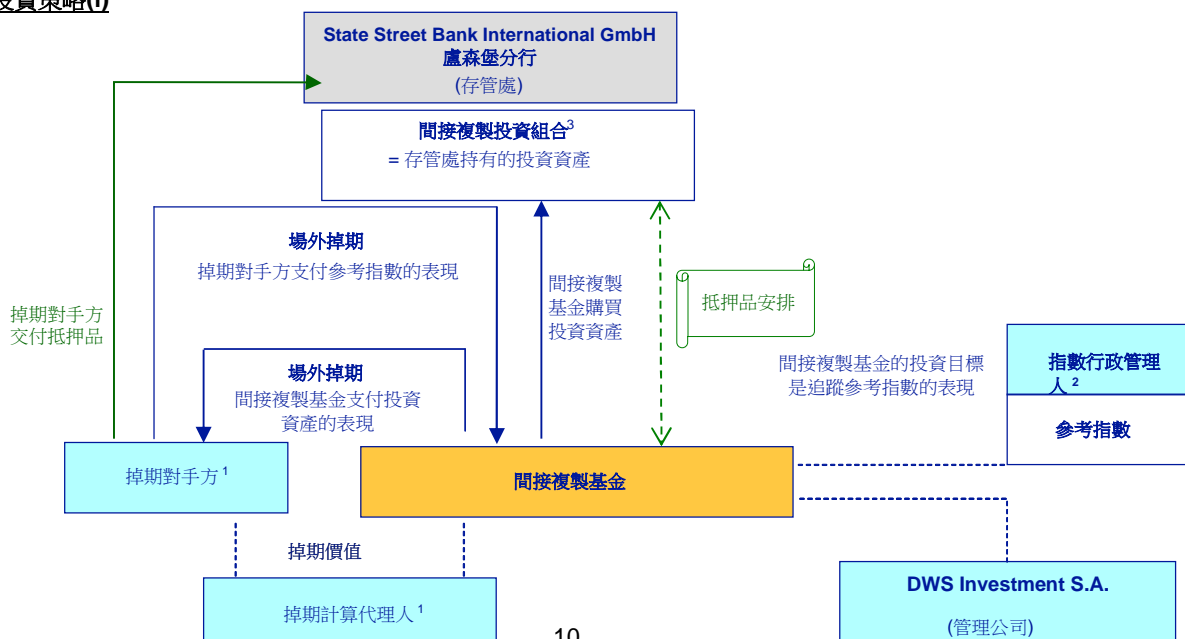 投資策略(i)
State Street Bank International GmbH
盧森堡分行
(存管處)
間接複製投資組合3
= 存管處持有的投資資產
場外掉期
掉期對手方支付參考指數的表現
間接複製
基金購買
投資資產
抵押品安排
掉期對手方
交付抵押品
場外掉期
間接複製基金支付投資
資產的表現
間接複製基金的投資目標
是追蹤參考指數的表現
指數行政管理
人2
參考指數
掉期對手方1
間接複製基金
掉期價值
掉期計算代理人1
DWS Investment S.A.
(管理公司)
10